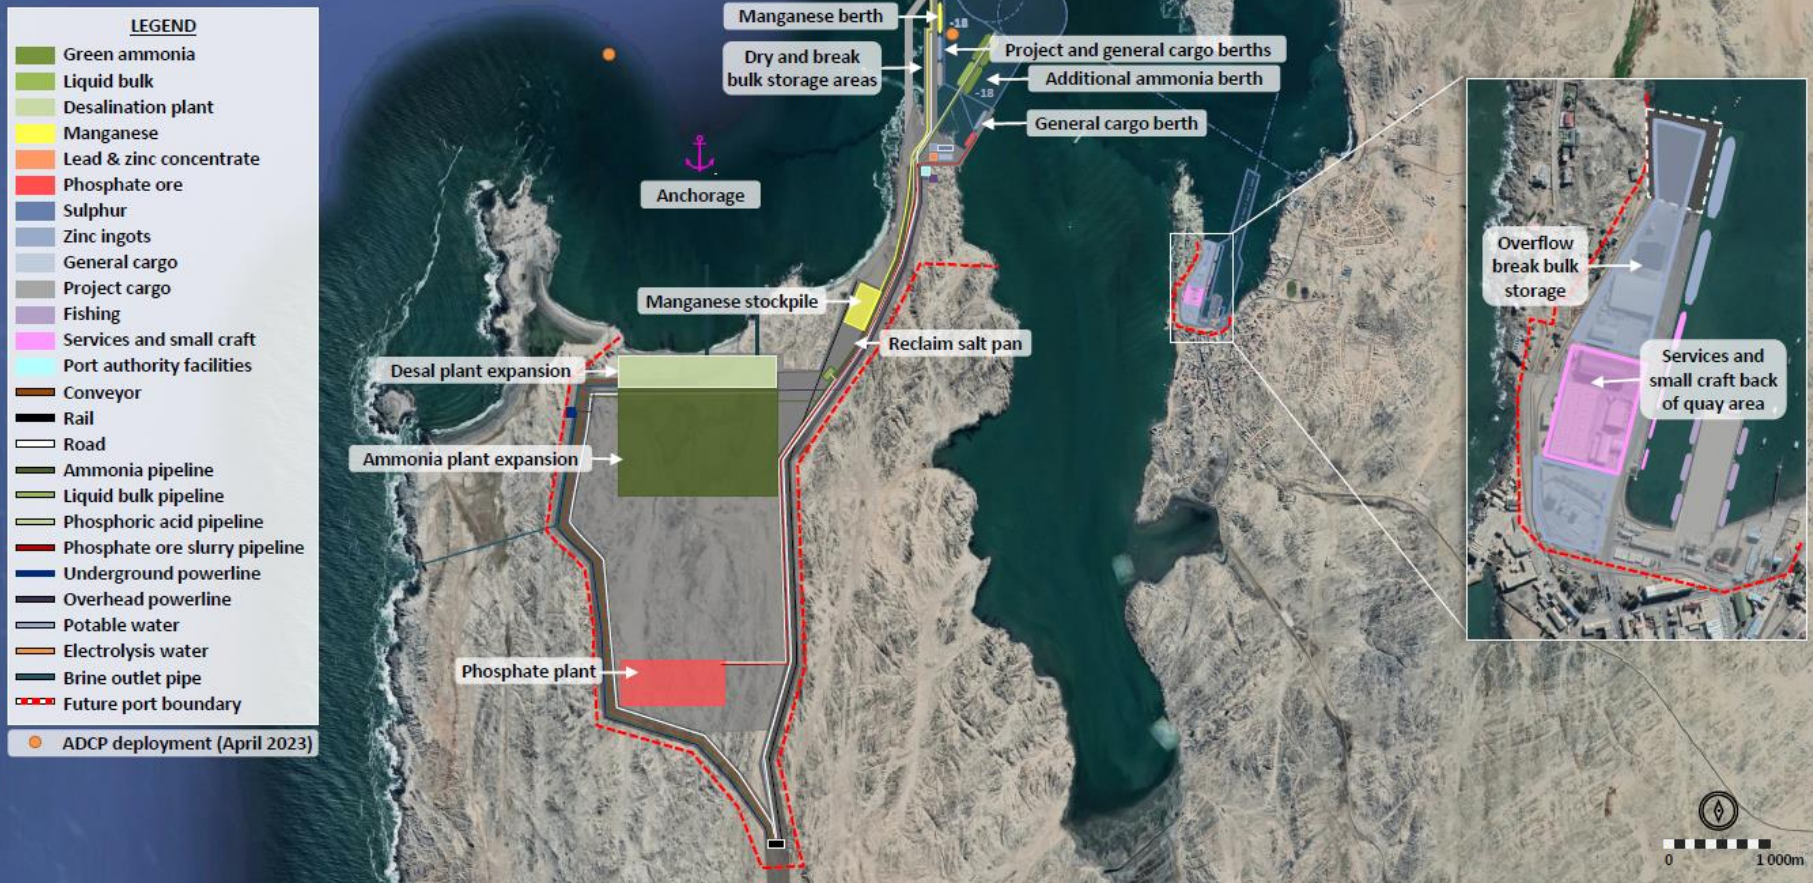 LEGEND
Green ammonia
Liquid bulk
Desalination plant
Manganese
Lead & zinc concentrate
Phosphate ore
Sulphur
Zinc ingots
General cargo
Project cargo
Fishing
Services and small craft
Port authority facilities
Conveyor
Rail
Road
Ammonia pipeline
Liquid bulk pipeline
Phosphoric acid pipeline
Phosphate ore slurry pipeline
Underground powerline
Overhead powerline
Potable water
Electrolysis water
Brine outlet pipe
Future port boundary
ADCP deployment (April 2023)
Manganese berth
-18
Dry and break
bulk storage areas
Project and general cargo berths
Additional ammonia berth
-18
General cargo berth
Anchorage
Manganese stockpile
Reclaim salt pan
Desal plant expansion
Ammonia plant expansion
Phosphate plant
Overflow
break bulk
storage
Services and
small craft back
of quay area
0
1 000m